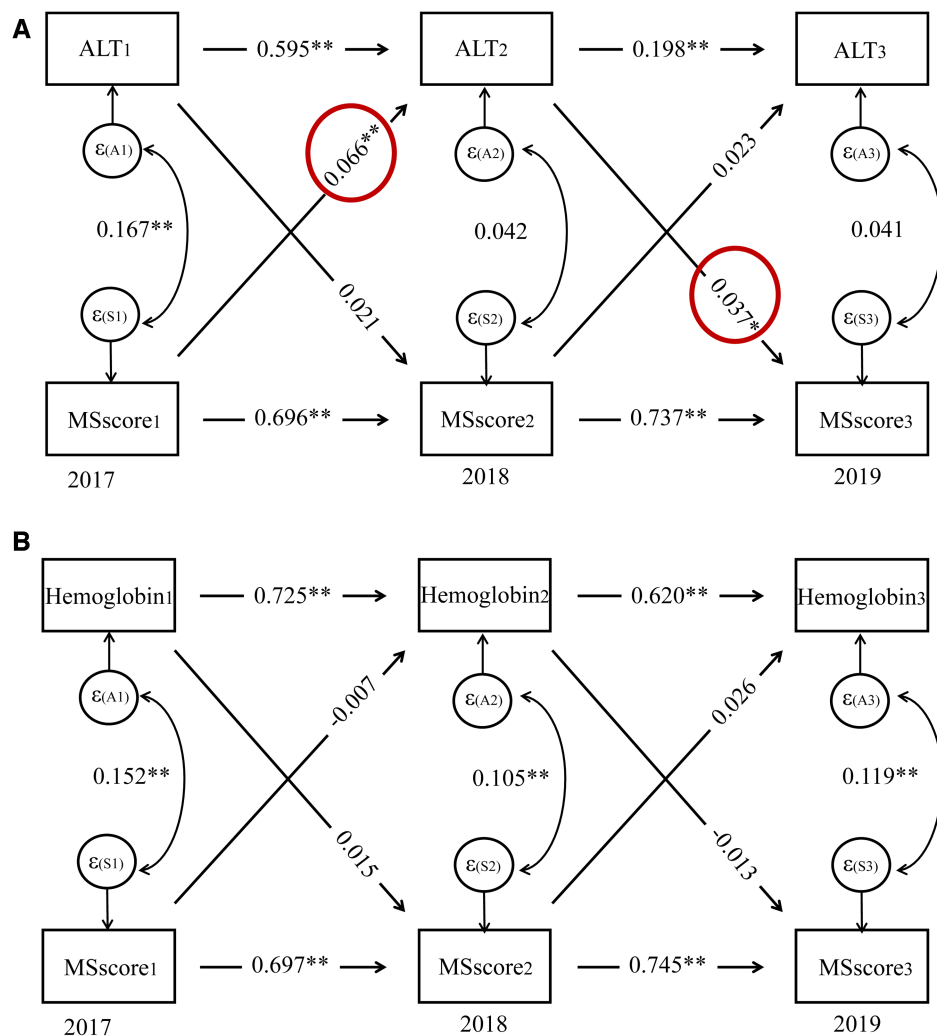 A
ALT1 0.595** ALT2 0.198** ALT3
ε(A1) 0.066** ε(A2) 0.023 ε(A3)
0.167** 0.042 0.041
ε(S1) 0.021 ε(S2) 0.037* ε(S3)
MSscore1 0.696** MSscore2 0.737** MSscore3
2017 2018 2019
B
Hemoglobin1 0.725** Hemoglobin2 0.620** Hemoglobin3
ε(A1) -0.007 ε(A2) 0.026 ε(A3)
0.152** 0.105** 0.119**
ε(S1) 0.015 ε(S2) -0.013 ε(S3)
MSscore1 0.697** MSscore2 0.745** MSscore3
2017 2018 2019